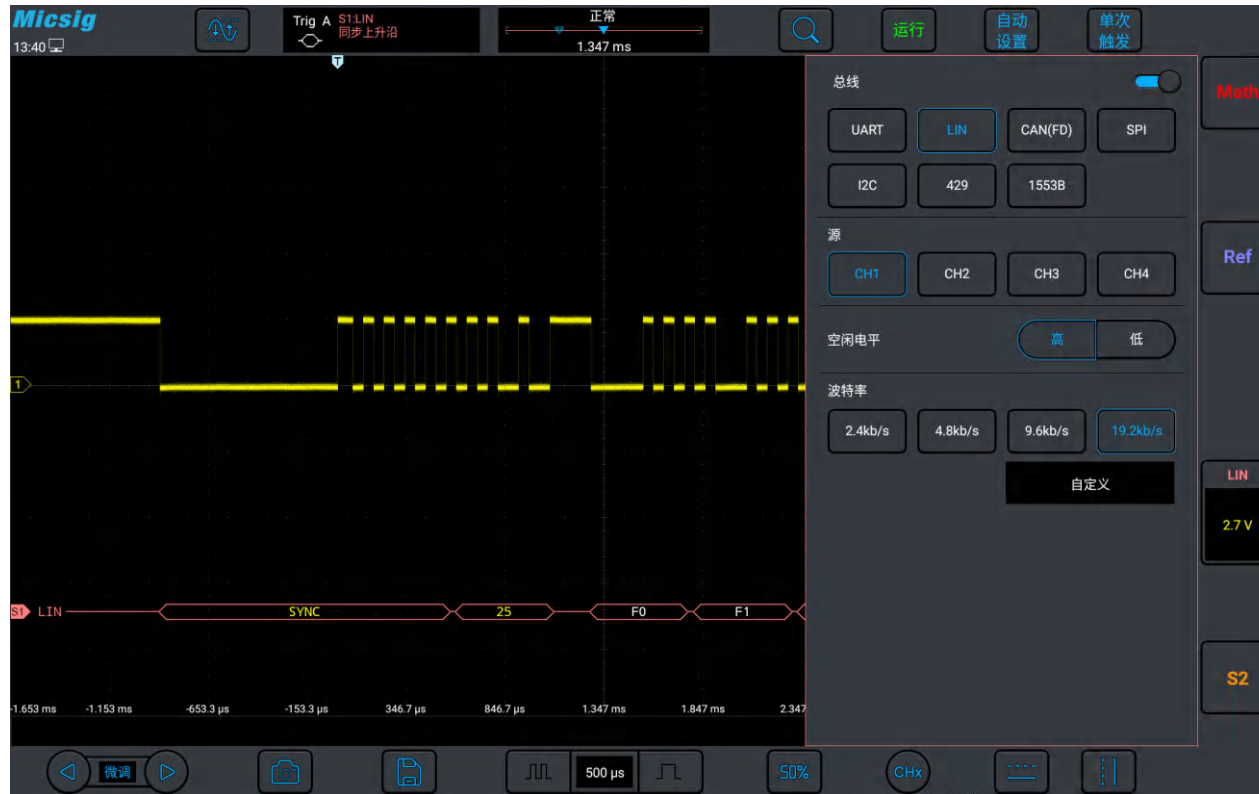 Micsig
13:40
Trig A S1:LIN
同步上升沿
正常
1.347 ms
运行
自动
设置
单次
触发
T
总线
UART LIN CAN(FD) SPI
I2C 429 1553B
源
CH1 CH2 CH3 CH4
空闲电平 高 低
波特率
2.4kb/s 4.8kb/s 9.6kb/s 19.2kb/s
自定义
Math
Ref
LIN
2.7 V
S2
1
S1 LIN SYNC 25 F0 F1
-1.653 ms -1.153 ms -653.3 μs -153.3 μs 346.7 μs 846.7 μs 1.347 ms 1.847 ms 2.347
微调 500 μs 50% CHx